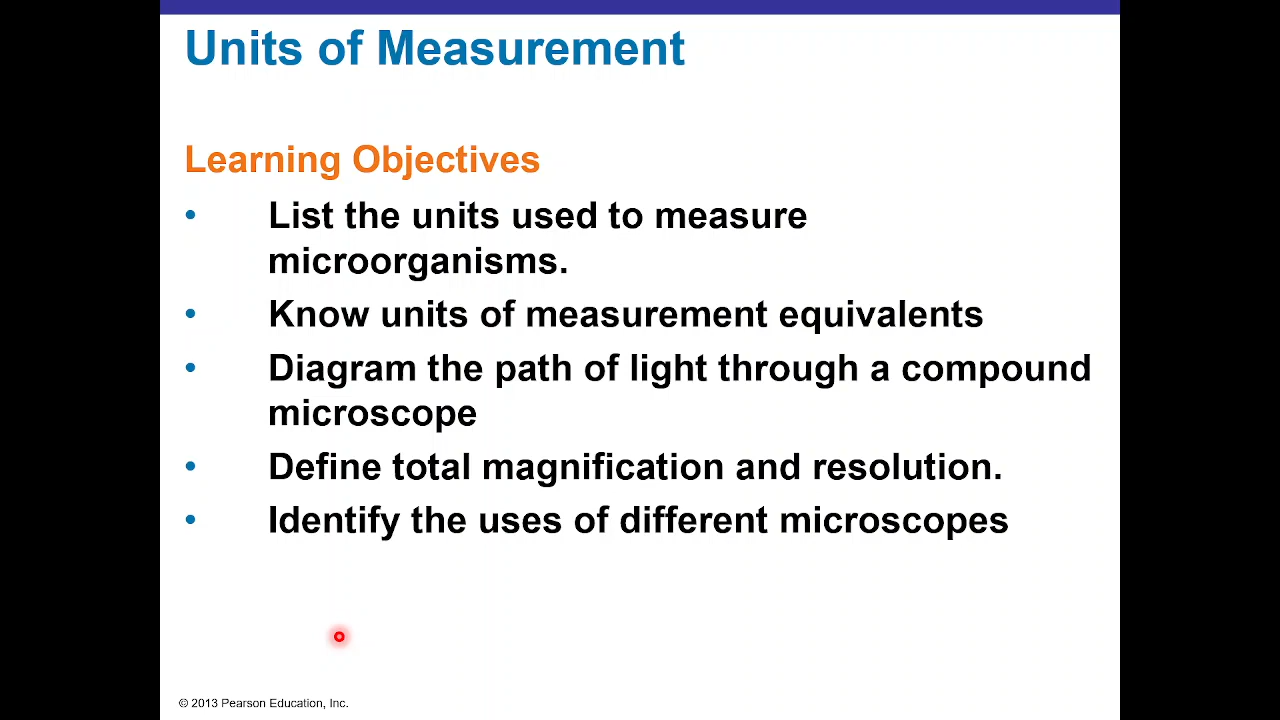 Units of Measurement
Learning Objectives
• List the units used to measure
microorganisms.
• Know units of measurement equivalents
• Diagram the path of light through a compound
microscope
• Define total magnification and resolution.
• Identify the uses of different microscopes
© 2013 Pearson Education, Inc.